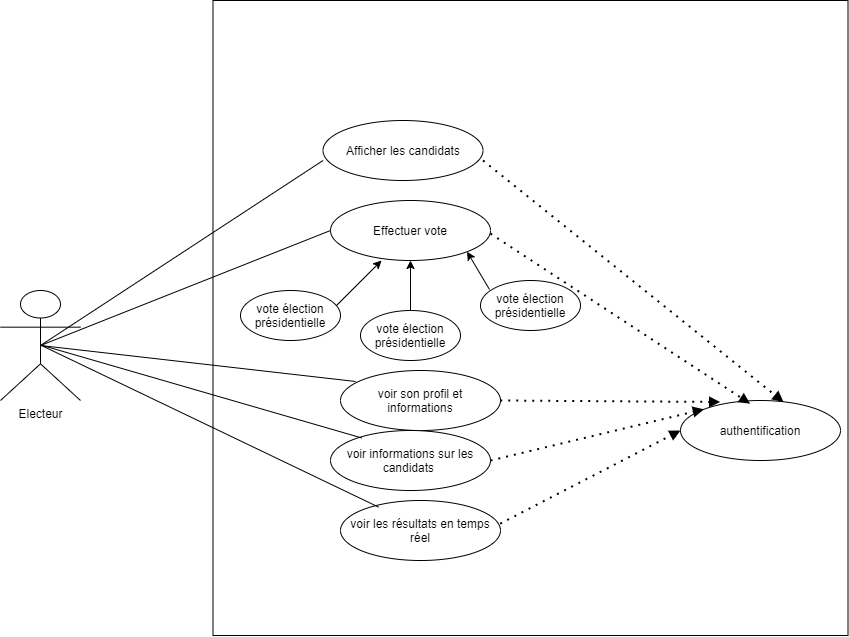 Afficher les candidats
Effectuer vote
vote élection
présidentielle
vote élection
présidentielle
vote élection
présidentielle
voir son profil et
informations
Electeur
authentification
voir informations sur les
candidats
voir les résultats en temps
réel